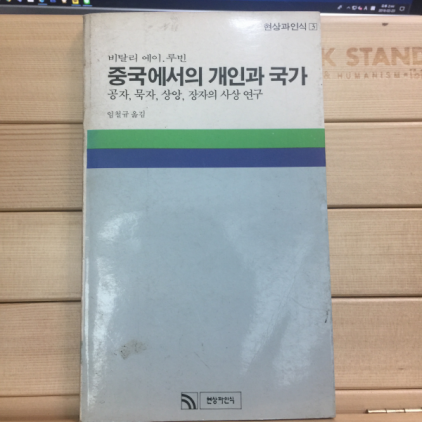 현상과인식 3
비탈리 에이. 루빈
중국에서의 개인과 국가
공자, 묵자, 상앙, 장자의 사상 연구
임철규 옮김
현상과인식
K STAND
HUMANISM